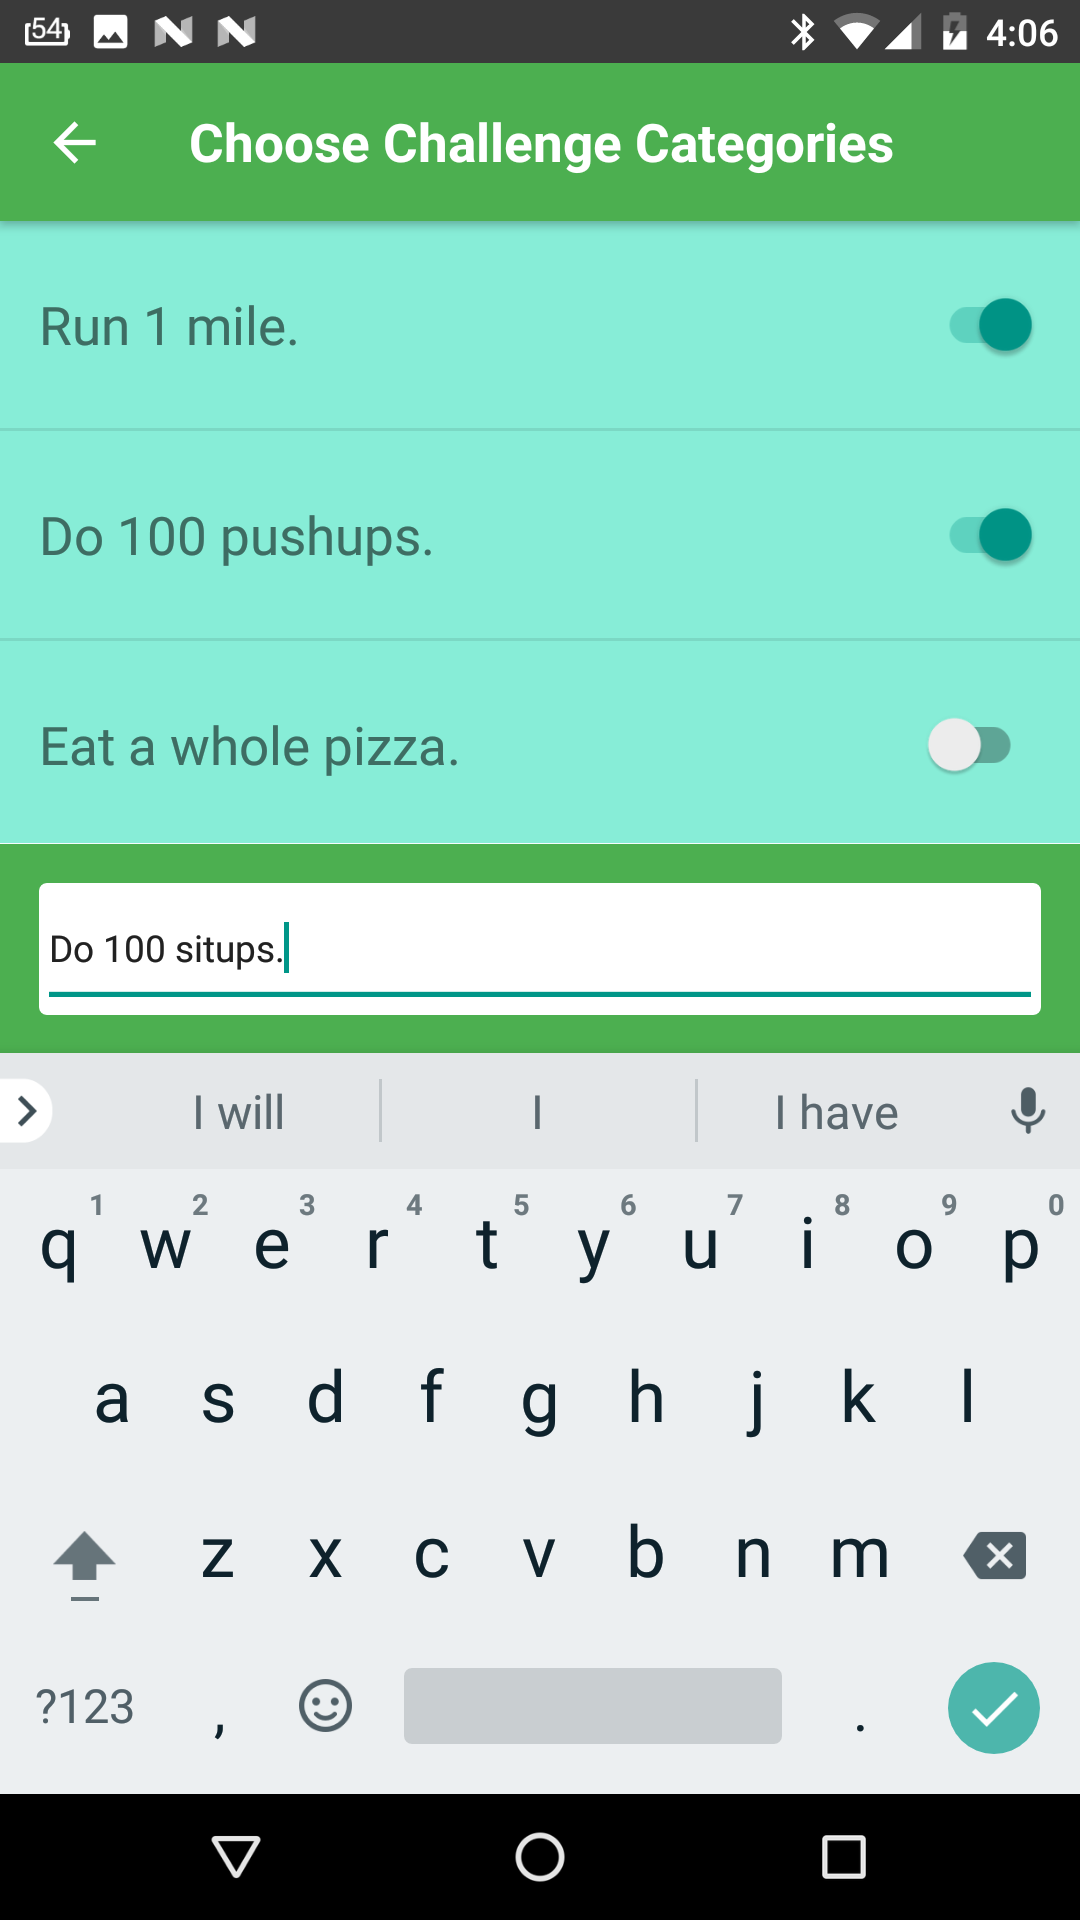 54 4:06
Choose Challenge Categories
Run 1 mile.
Do 100 pushups.
Eat a whole pizza.
Do 100 situps.
I will I I have
1 2 3 4 5 6 7 8 9 0
q w e r t y u i o p
a s d f g h j k l
z x c v b n m
?123 , .